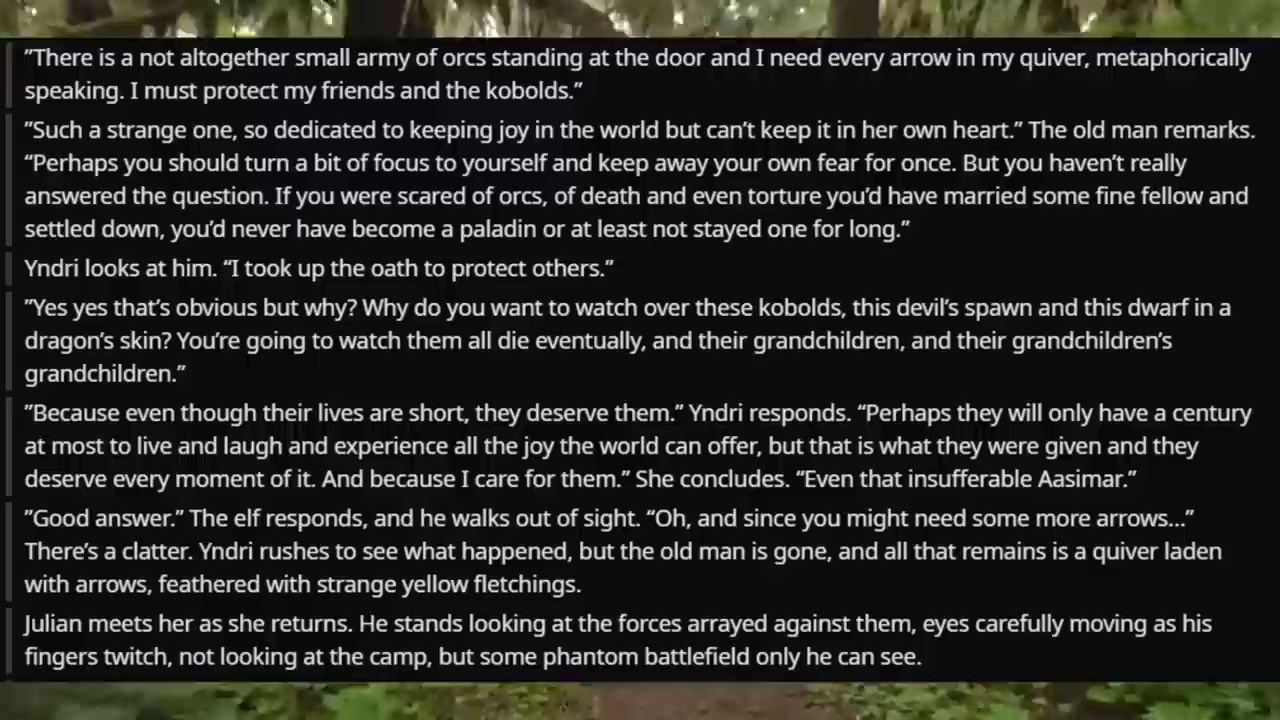 ”There is a not altogether small army of orcs standing at the door and I need every arrow in my quiver, metaphorically
speaking. I must protect my friends and the kobolds.”
”Such a strange one, so dedicated to keeping joy in the world but can’t keep it in her own heart.” The old man remarks.
“Perhaps you should turn a bit of focus to yourself and keep away your own fear for once. But you haven’t really
answered the question. If you were scared of orcs, of death and even torture you’d have married some fine fellow and
settled down, you’d never have become a paladin or at least not stayed one for long.”
Yndri looks at him. “I took up the oath to protect others.”
”Yes yes that’s obvious but why? Why do you want to watch over these kobolds, this devil’s spawn and this dwarf in a
dragon’s skin? You’re going to watch them all die eventually, and their grandchildren, and their grandchildren’s
grandchildren.”
”Because even though their lives are short, they deserve them.” Yndri responds. “Perhaps they will only have a century
at most to live and laugh and experience all the joy the world can offer, but that is what they were given and they
deserve every moment of it. And because I care for them.” She concludes. “Even that insufferable Aasimar.”
”Good answer.” The elf responds, and he walks out of sight. “Oh, and since you might need some more arrows...”
There’s a clatter. Yndri rushes to see what happened, but the old man is gone, and all that remains is a quiver laden
with arrows, feathered with strange yellow fletchings.
Julian meets her as she returns. He stands looking at the forces arrayed against them, eyes carefully moving as his
fingers twitch, not looking at the camp, but some phantom battlefield only he can see.